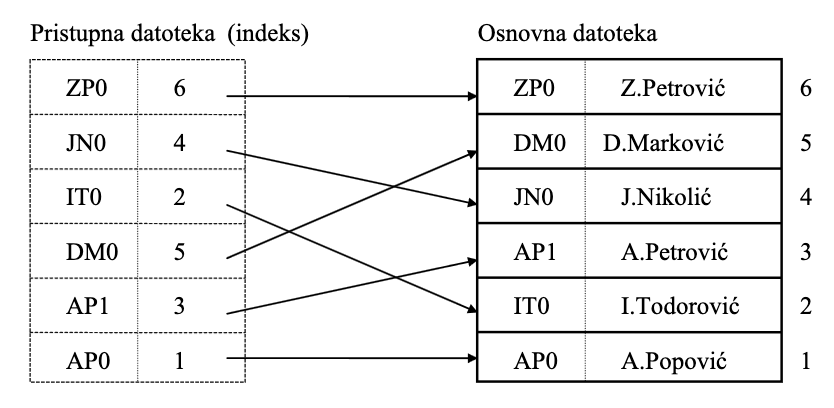 Pristupna datoteka (indeks)
Osnovna datoteka
ZP0 6
ZP0 Z.Petrović 6
JN0 4
DM0 D.Marković 5
IT0 2
JN0 J.Nikolić 4
DM0 5
AP1 A.Petrović 3
AP1 3
IT0 I.Todorović 2
AP0 1
AP0 A.Popović 1